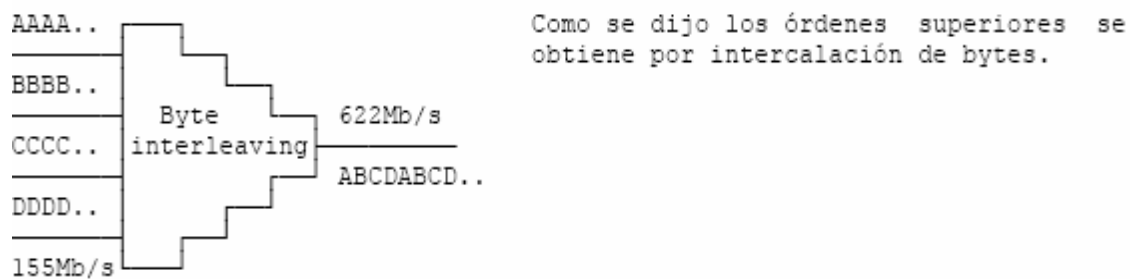 AAAA..
BBBB..
CCCC..
DDDD..
155Mb/s
Byte
interleaving
622Mb/s
ABCDABCD..
Como se dijo los órdenes superiores se
obtiene por intercalación de bytes.